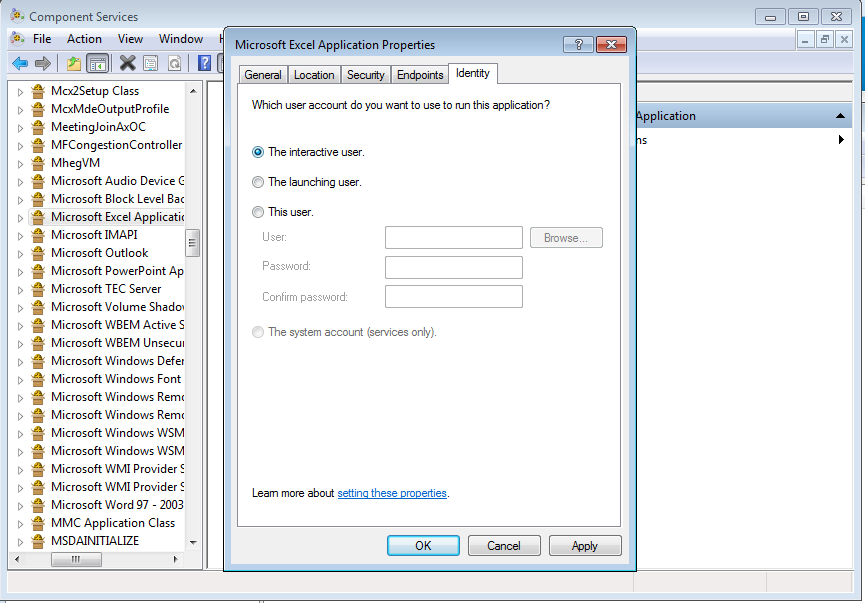 Component Services
File Action View Window H
Mcx2Setup Class
McxMdeOutputProfile
MeetingJoinAxOC
MFCongestionController
MhegVM
Microsoft Audio Device G
Microsoft Block Level Bac
Microsoft Excel Applicatio
Microsoft IMAPI
Microsoft Outlook
Microsoft PowerPoint Ap
Microsoft TEC Server
Microsoft Volume Shadow
Microsoft WBEM Active S
Microsoft WBEM Unsecur
Microsoft Windows Defen
Microsoft Windows Font
Microsoft Windows Remo
Microsoft Windows Remo
Microsoft Windows WSM
Microsoft Windows WSM
Microsoft WMI Provider S
Microsoft WMI Provider S
Microsoft Word 97 - 2003
MMC Application Class
MSDAINITIALIZE
Microsoft Excel Application Properties
General Location Security Endpoints Identity
Which user account do you want to use to run this application?
The interactive user.
The launching user.
This user.
User:
Browse...
Password:
Confirm password:
The system account (services only).
Learn more about setting these properties.
OK Cancel Apply
Application
ns